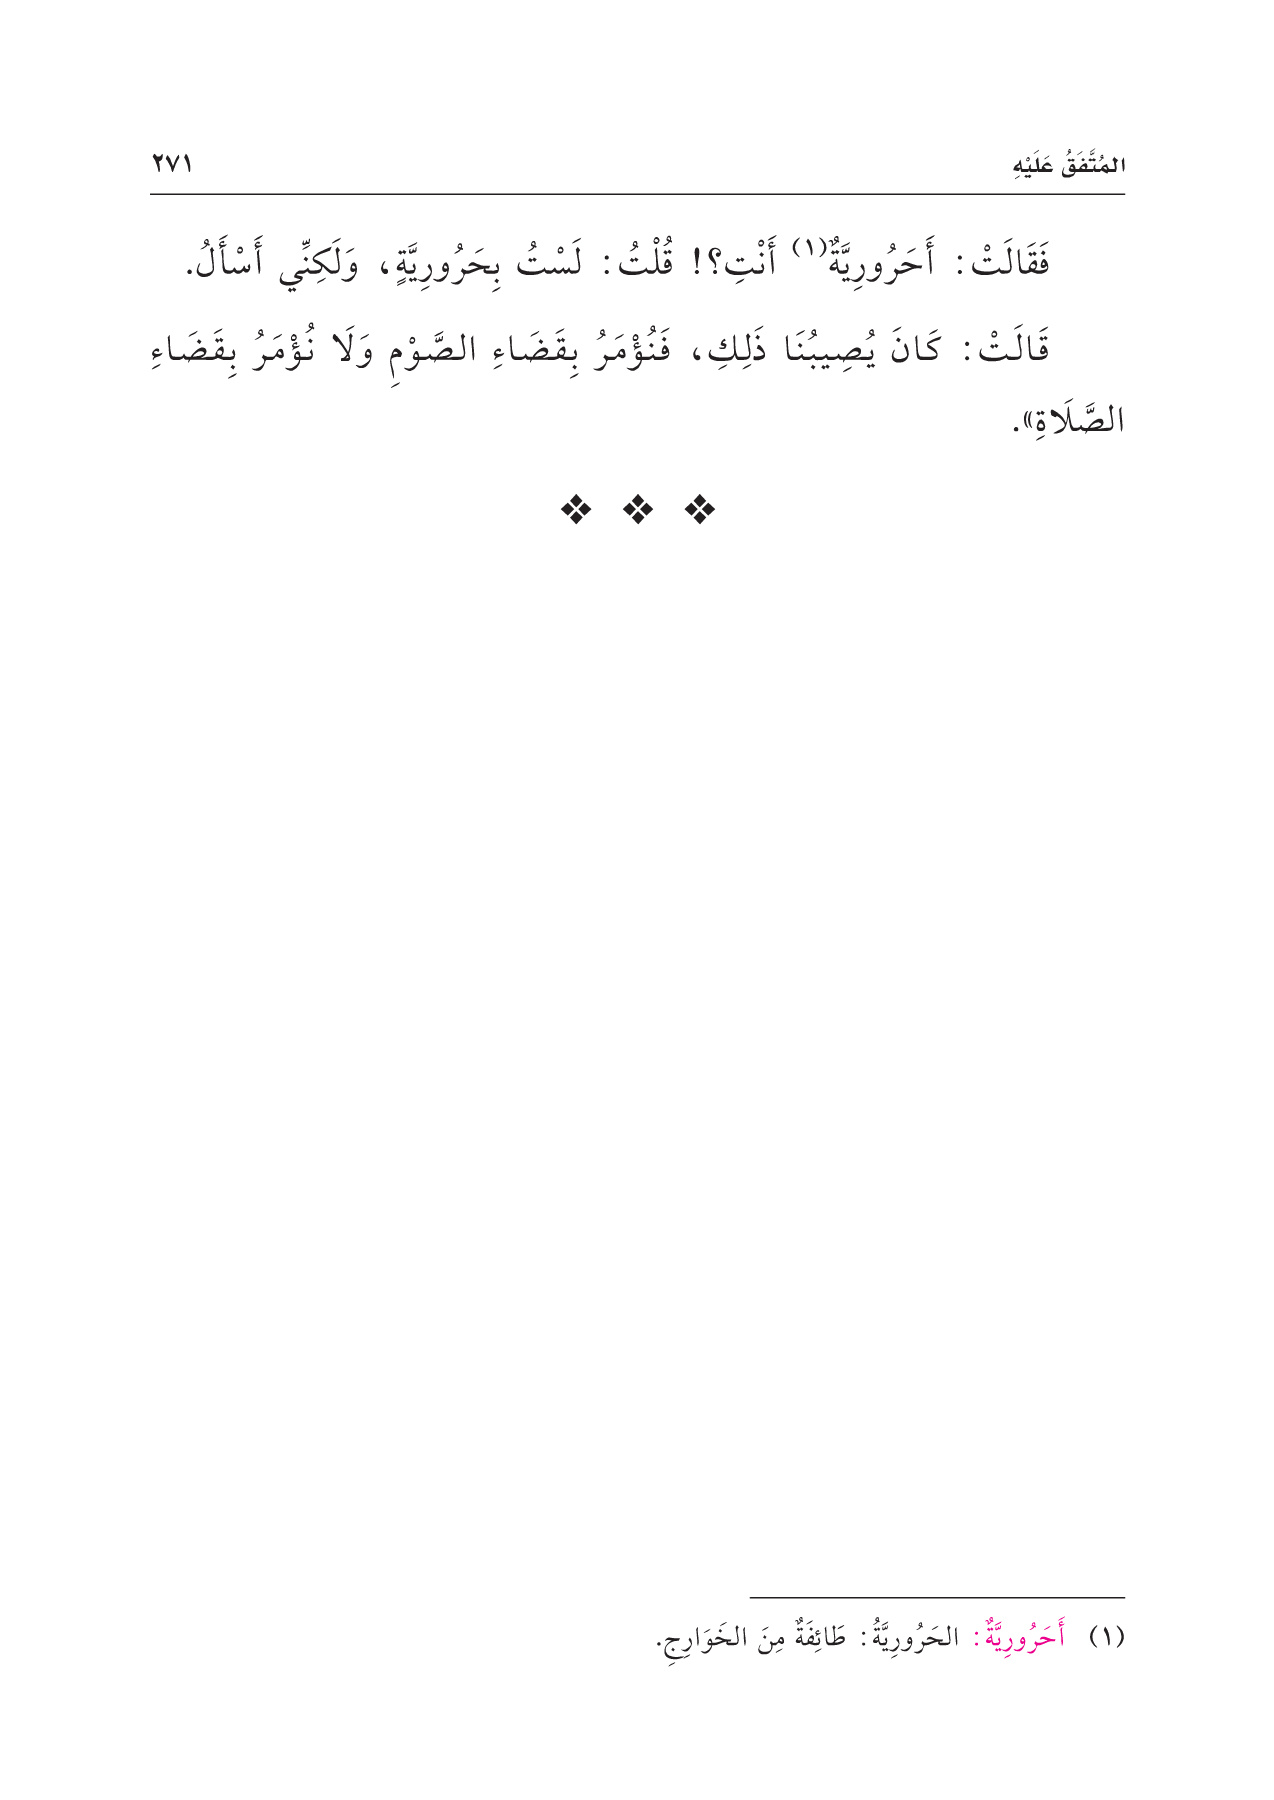 المُتَّفَقُ عَلَيْهِ ٢٧١
فَقَالَتْ: أَحَرُورِيَّةٌ(١) أَنْتِ؟! قُلْتُ: لَسْتُ بِحَرُورِيَّةٍ، وَلَكِنِّي أَسْأَلُ.
قَالَتْ: كَانَ يُصِيبُنَا ذَلِكِ، فَنُؤْمَرُ بِقَضَاءِ الصَّوْمِ وَلَا نُؤْمَرُ بِقَضَاءِ
الصَّلَاةِ».
(١) أَحَرُورِيَّةٌ: الحَرُورِيَّةُ: طَائِفَةٌ مِنَ الخَوَارِجِ.